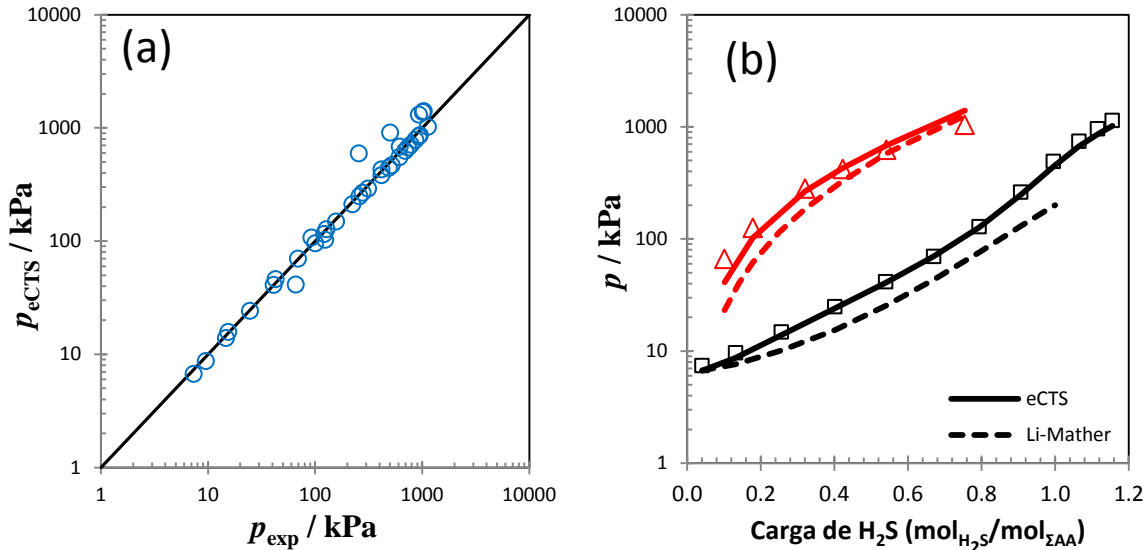 (a)
10000
1000
100
10
1
p_eCTS / kPa
1 10 100 1000 10000
p_exp / kPa
(b)
10000
1000
100
10
1
p / kPa
eCTS
Li-Mather
0.0 0.2 0.4 0.6 0.8 1.0 1.2
Carga de H₂S (mol_H₂S/mol_ΣAA)